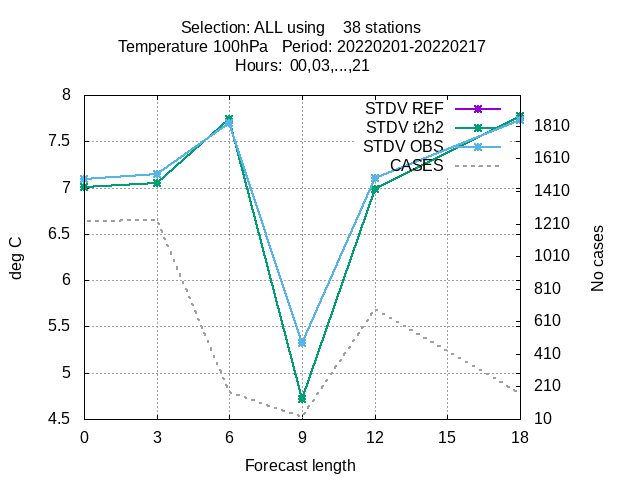 Selection: ALL using    38 stations
Temperature 100hPa   Period: 20220201-20220217
Hours: 00,03,...,21
STDV REF
STDV t2h2
STDV OBS
CASES
8
7.5
7
6.5
6
5.5
5
4.5
deg C
1810
1610
1410
1210
1010
810
610
410
210
10
No cases
0 3 6 9 12 15 18
Forecast length